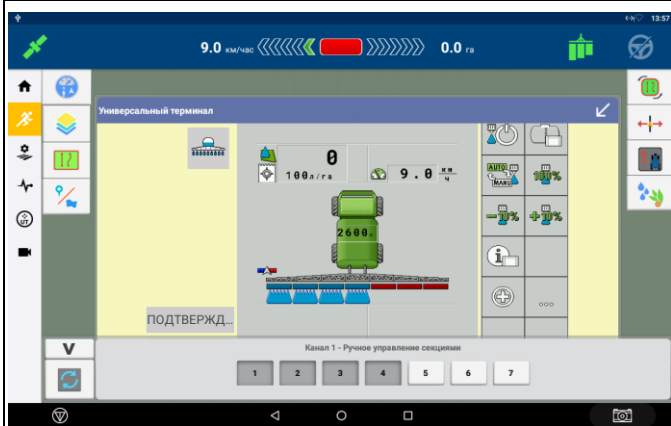 13:57
9.0 км/час
0.0 га
Универсальный терминал
0
100л/га
9.0 км/ч
AUTO
MANU
100%
2600
-10%
+10%
i
ПОДТВЕРЖД...
UT
V
Канал 1 - Ручное управление секциями
1 2 3 4 5 6 7